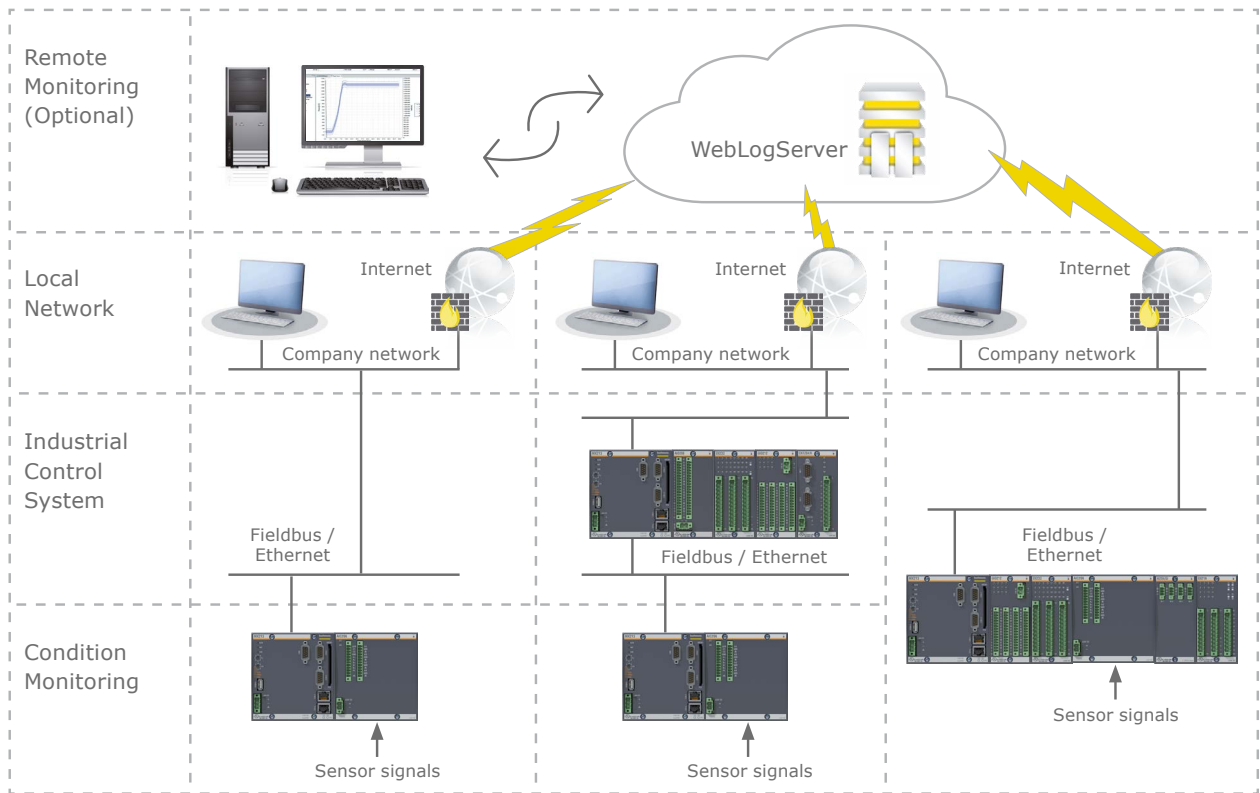 Remote
Monitoring
(Optional)
WebLogServer
Local
Network
Internet
Internet
Internet
Company network
Company network
Company network
Industrial
Control
System
Fieldbus /
Ethernet
Fieldbus / Ethernet
Fieldbus /
Ethernet
Condition
Monitoring
Sensor signals
Sensor signals
Sensor signals